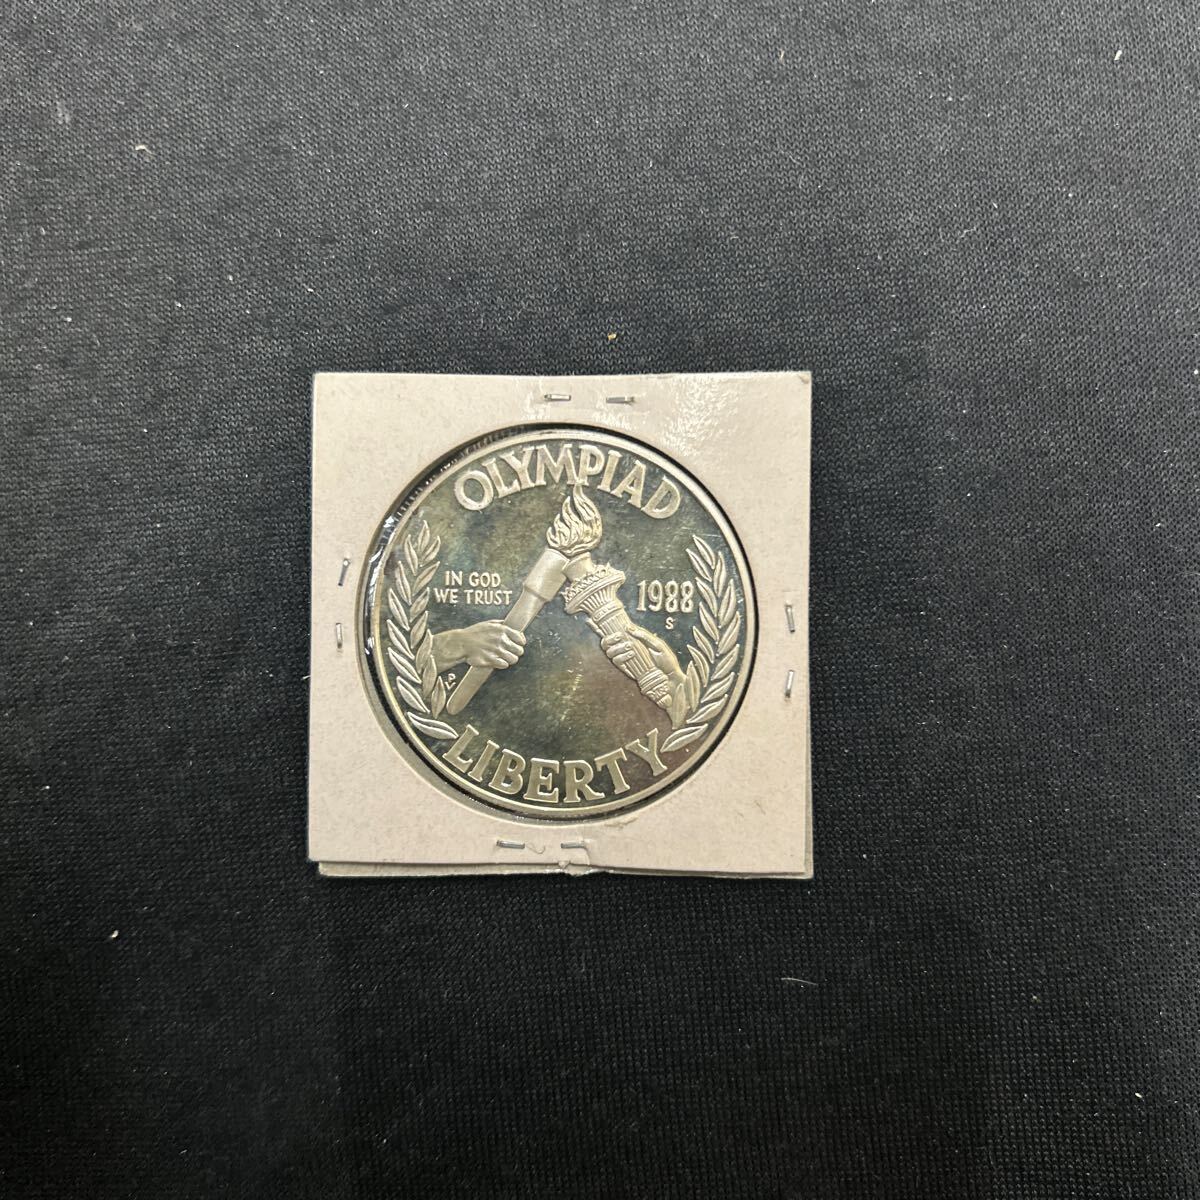 OLYMPIAD
IN GOD
WE TRUST
1988
S
LIBERTY